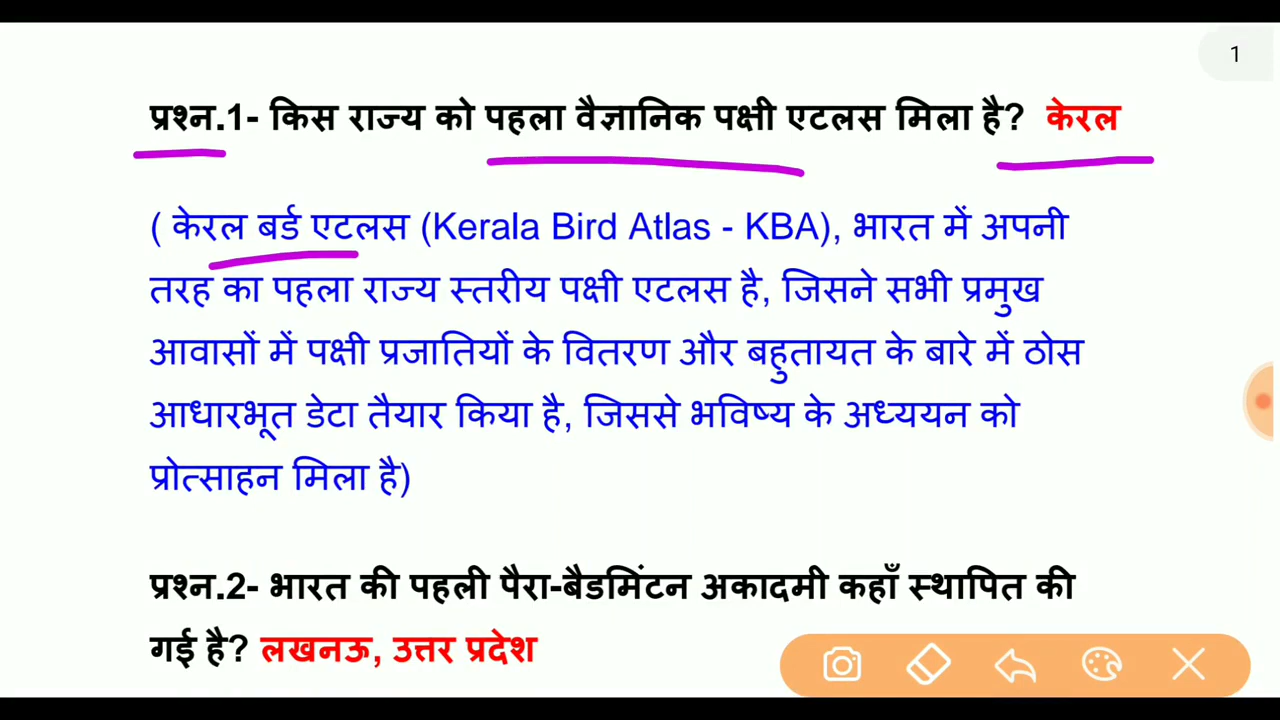 1
प्रश्न.1- किस राज्य को पहला वैज्ञानिक पक्षी एटलस मिला है? केरल
( केरल बर्ड एटलस (Kerala Bird Atlas - KBA), भारत में अपनी
तरह का पहला राज्य स्तरीय पक्षी एटलस है, जिसने सभी प्रमुख
आवासों में पक्षी प्रजातियों के वितरण और बहुतायत के बारे में ठोस
आधारभूत डेटा तैयार किया है, जिससे भविष्य के अध्ययन को
प्रोत्साहन मिला है)
प्रश्न.2- भारत की पहली पैरा-बैडमिंटन अकादमी कहाँ स्थापित की
गई है? लखनऊ, उत्तर प्रदेश